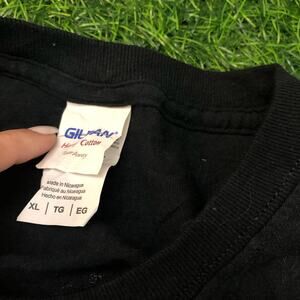 GILDAN
Heavy Cotton
Made in Nicaragua
Fabriqué au Nicaragua
Hecho en Nicaragua
XL | TG | EG